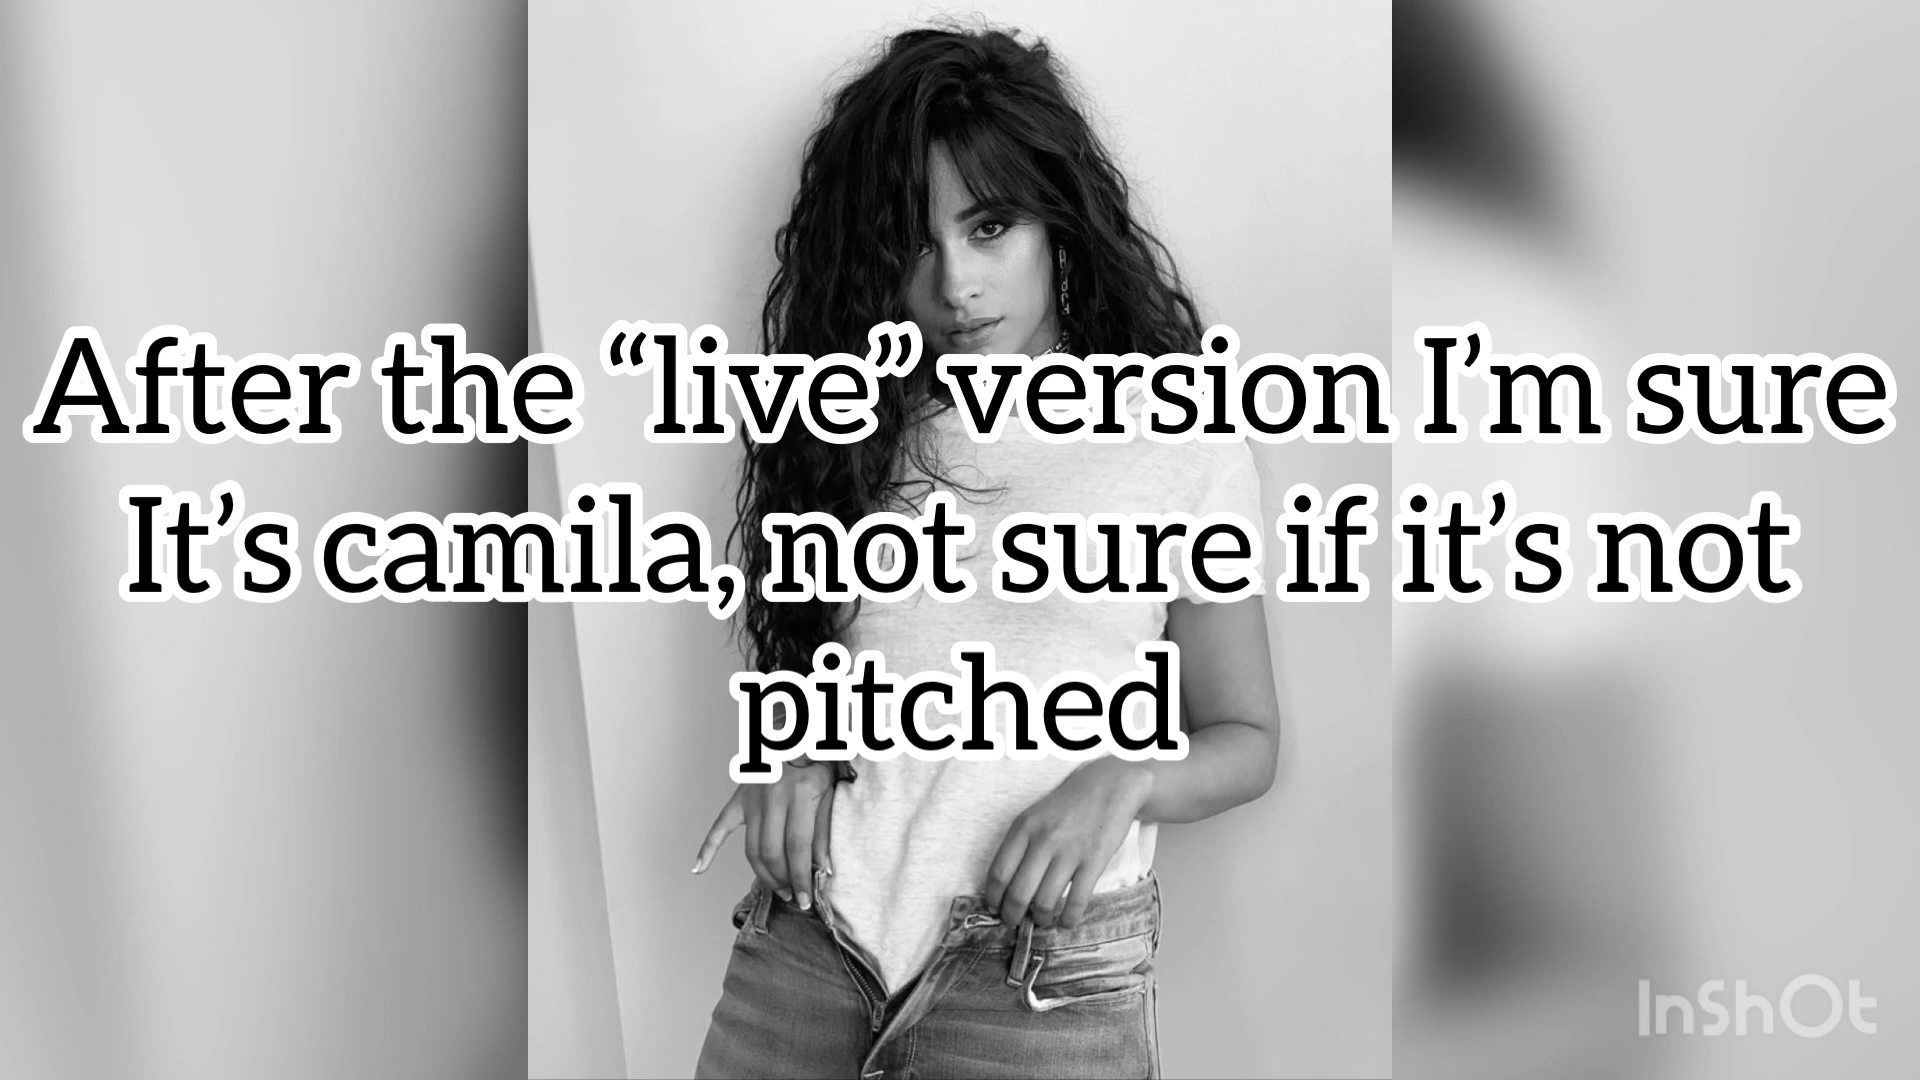 After the “live” version I’m sure
It’s camila, not sure if it’s not
pitched
InShOt